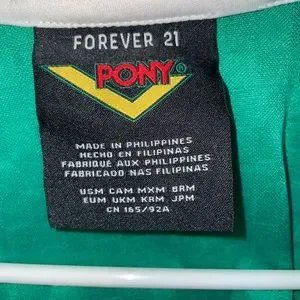 FOREVER 21
PONY®
MADE IN PHILIPPINES
HECHO EN FILIPINAS
FABRIQUÉ AUX PHILIPPINES
FABRICADO NAS FILIPINAS
USM CAM MXM BRM
EUM UKM KRM JPM
CN 165/92A